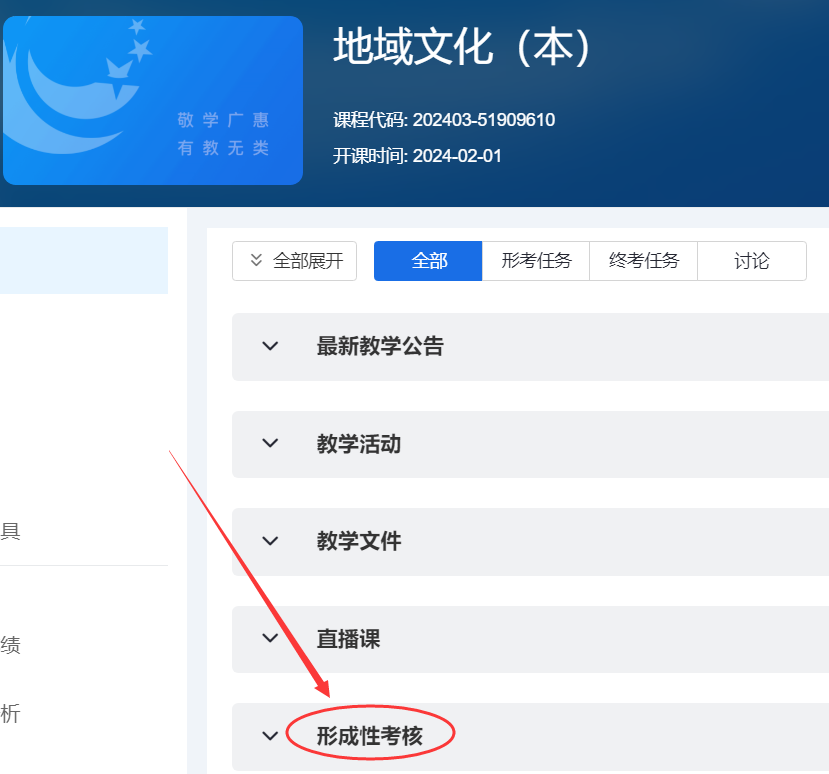 地域文化（本）
敬学广惠
有教无类
课程代码: 202403-51909610
开课时间: 2024-02-01
全部展开
全部
形考任务
终考任务
讨论
最新教学公告
教学活动
具
教学文件
绩
直播课
析
形成性考核